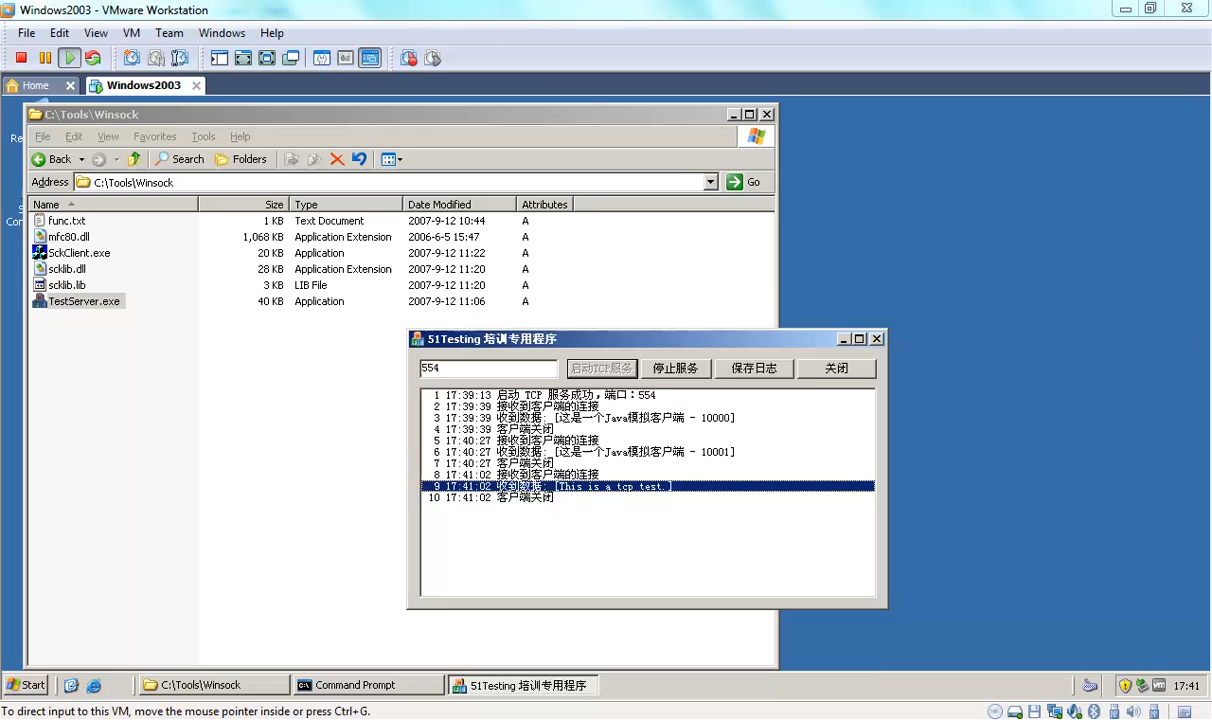 Windows2003 - VMware Workstation
File Edit View VM Team Windows Help
Home Windows2003
C:\Tools\Winsock
File Edit View Favorites Tools Help
Back Search Folders
Address C:\Tools\Winsock Go
Name Size Type Date Modified Attributes
func.txt 1 KB Text Document 2007-9-12 10:44 A
mfc80.dll 1,068 KB Application Extension 2006-6-5 15:47 A
SckClient.exe 20 KB Application 2007-9-12 11:22 A
scklib.dll 28 KB Application Extension 2007-9-12 11:20 A
scklib.lib 3 KB LIB File 2007-9-12 11:20 A
TestServer.exe 40 KB Application 2007-9-12 11:06 A
51Testing 培训专用程序
554 启动TCP服务 停止服务 保存日志 关闭
1 17:39:13 启动 TCP 服务成功,端口:554
2 17:39:39 接收到客户端的连接
3 17:39:39 收到数据: [这是一个Java模拟客户端 - 10000]
4 17:39:39 客户端关闭
5 17:40:27 接收到客户端的连接
6 17:40:27 收到数据: [这是一个Java模拟客户端 - 10001]
7 17:40:27 客户端关闭
8 17:41:02 接收到客户端的连接
9 17:41:02 收到数据: [This is a tcp test.]
10 17:41:02 客户端关闭
Start C:\Tools\Winsock Command Prompt 51Testing 培训专用程序 17:41
To direct input to this VM, move the mouse pointer inside or press Ctrl+G.